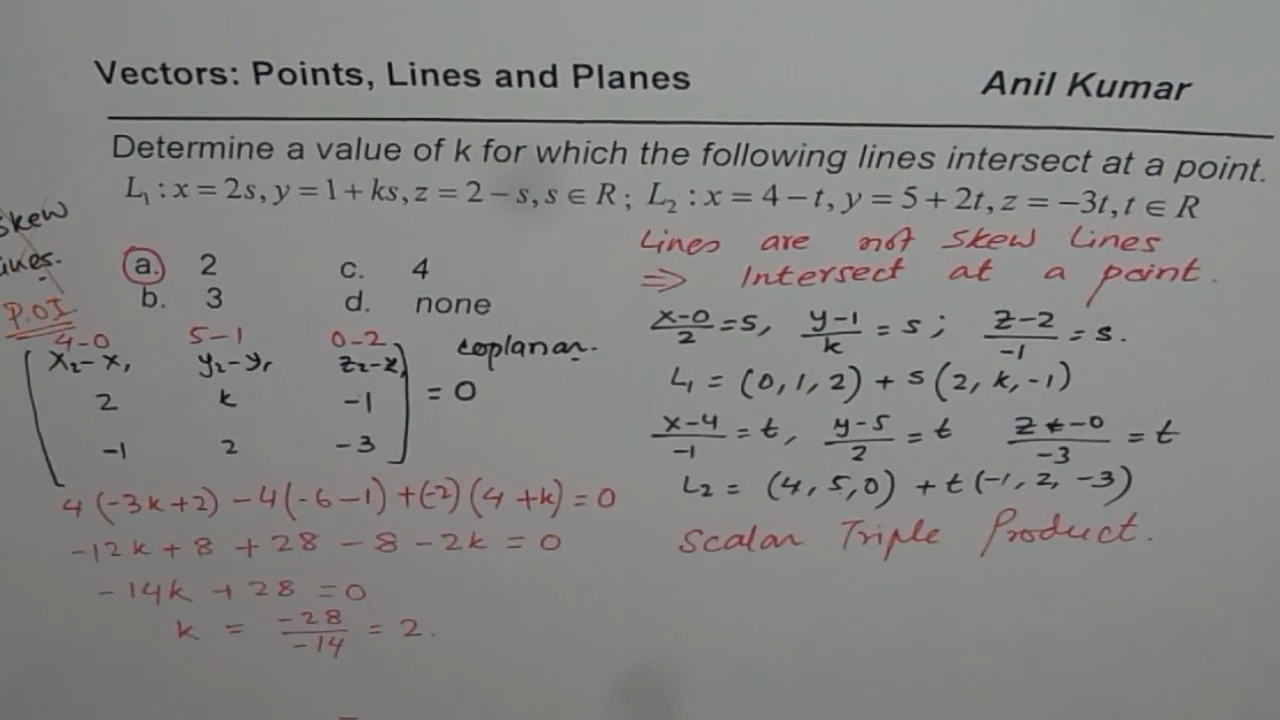 Vectors: Points, Lines and Planes Anil Kumar
Determine a value of k for which the following lines intersect at a point.
L₁ : x = 2s, y = 1 + ks, z = 2 − s, s ∈ R ; L₂ : x = 4 − t, y = 5 + 2t, z = −3t, t ∈ R
Skew
P.O.I
a. 2 c. 4
b. 3 d. none
4-0 5-1 0-2
x₂-x₁ y₂-y₁ z₂-z₁ coplanar.
2 k -1 = 0
-1 2 -3
4(-3k+2) - 4(-6-1) + (-2)(4+k) = 0
-12k + 8 + 28 - 8 - 2k = 0
-14k + 28 = 0
k = -28/-14 = 2.
Lines are not skew Lines
⇒ Intersect at a point.
x-0/2 = s, y-1/k = s ; z-2/-1 = s.
L₁ = (0, 1, 2) + s(2, k, -1)
x-4/-1 = t, y-5/2 = t z-0/-3 = t
L₂ = (4, 5, 0) + t(-1, 2, -3)
Scalar Triple Product.